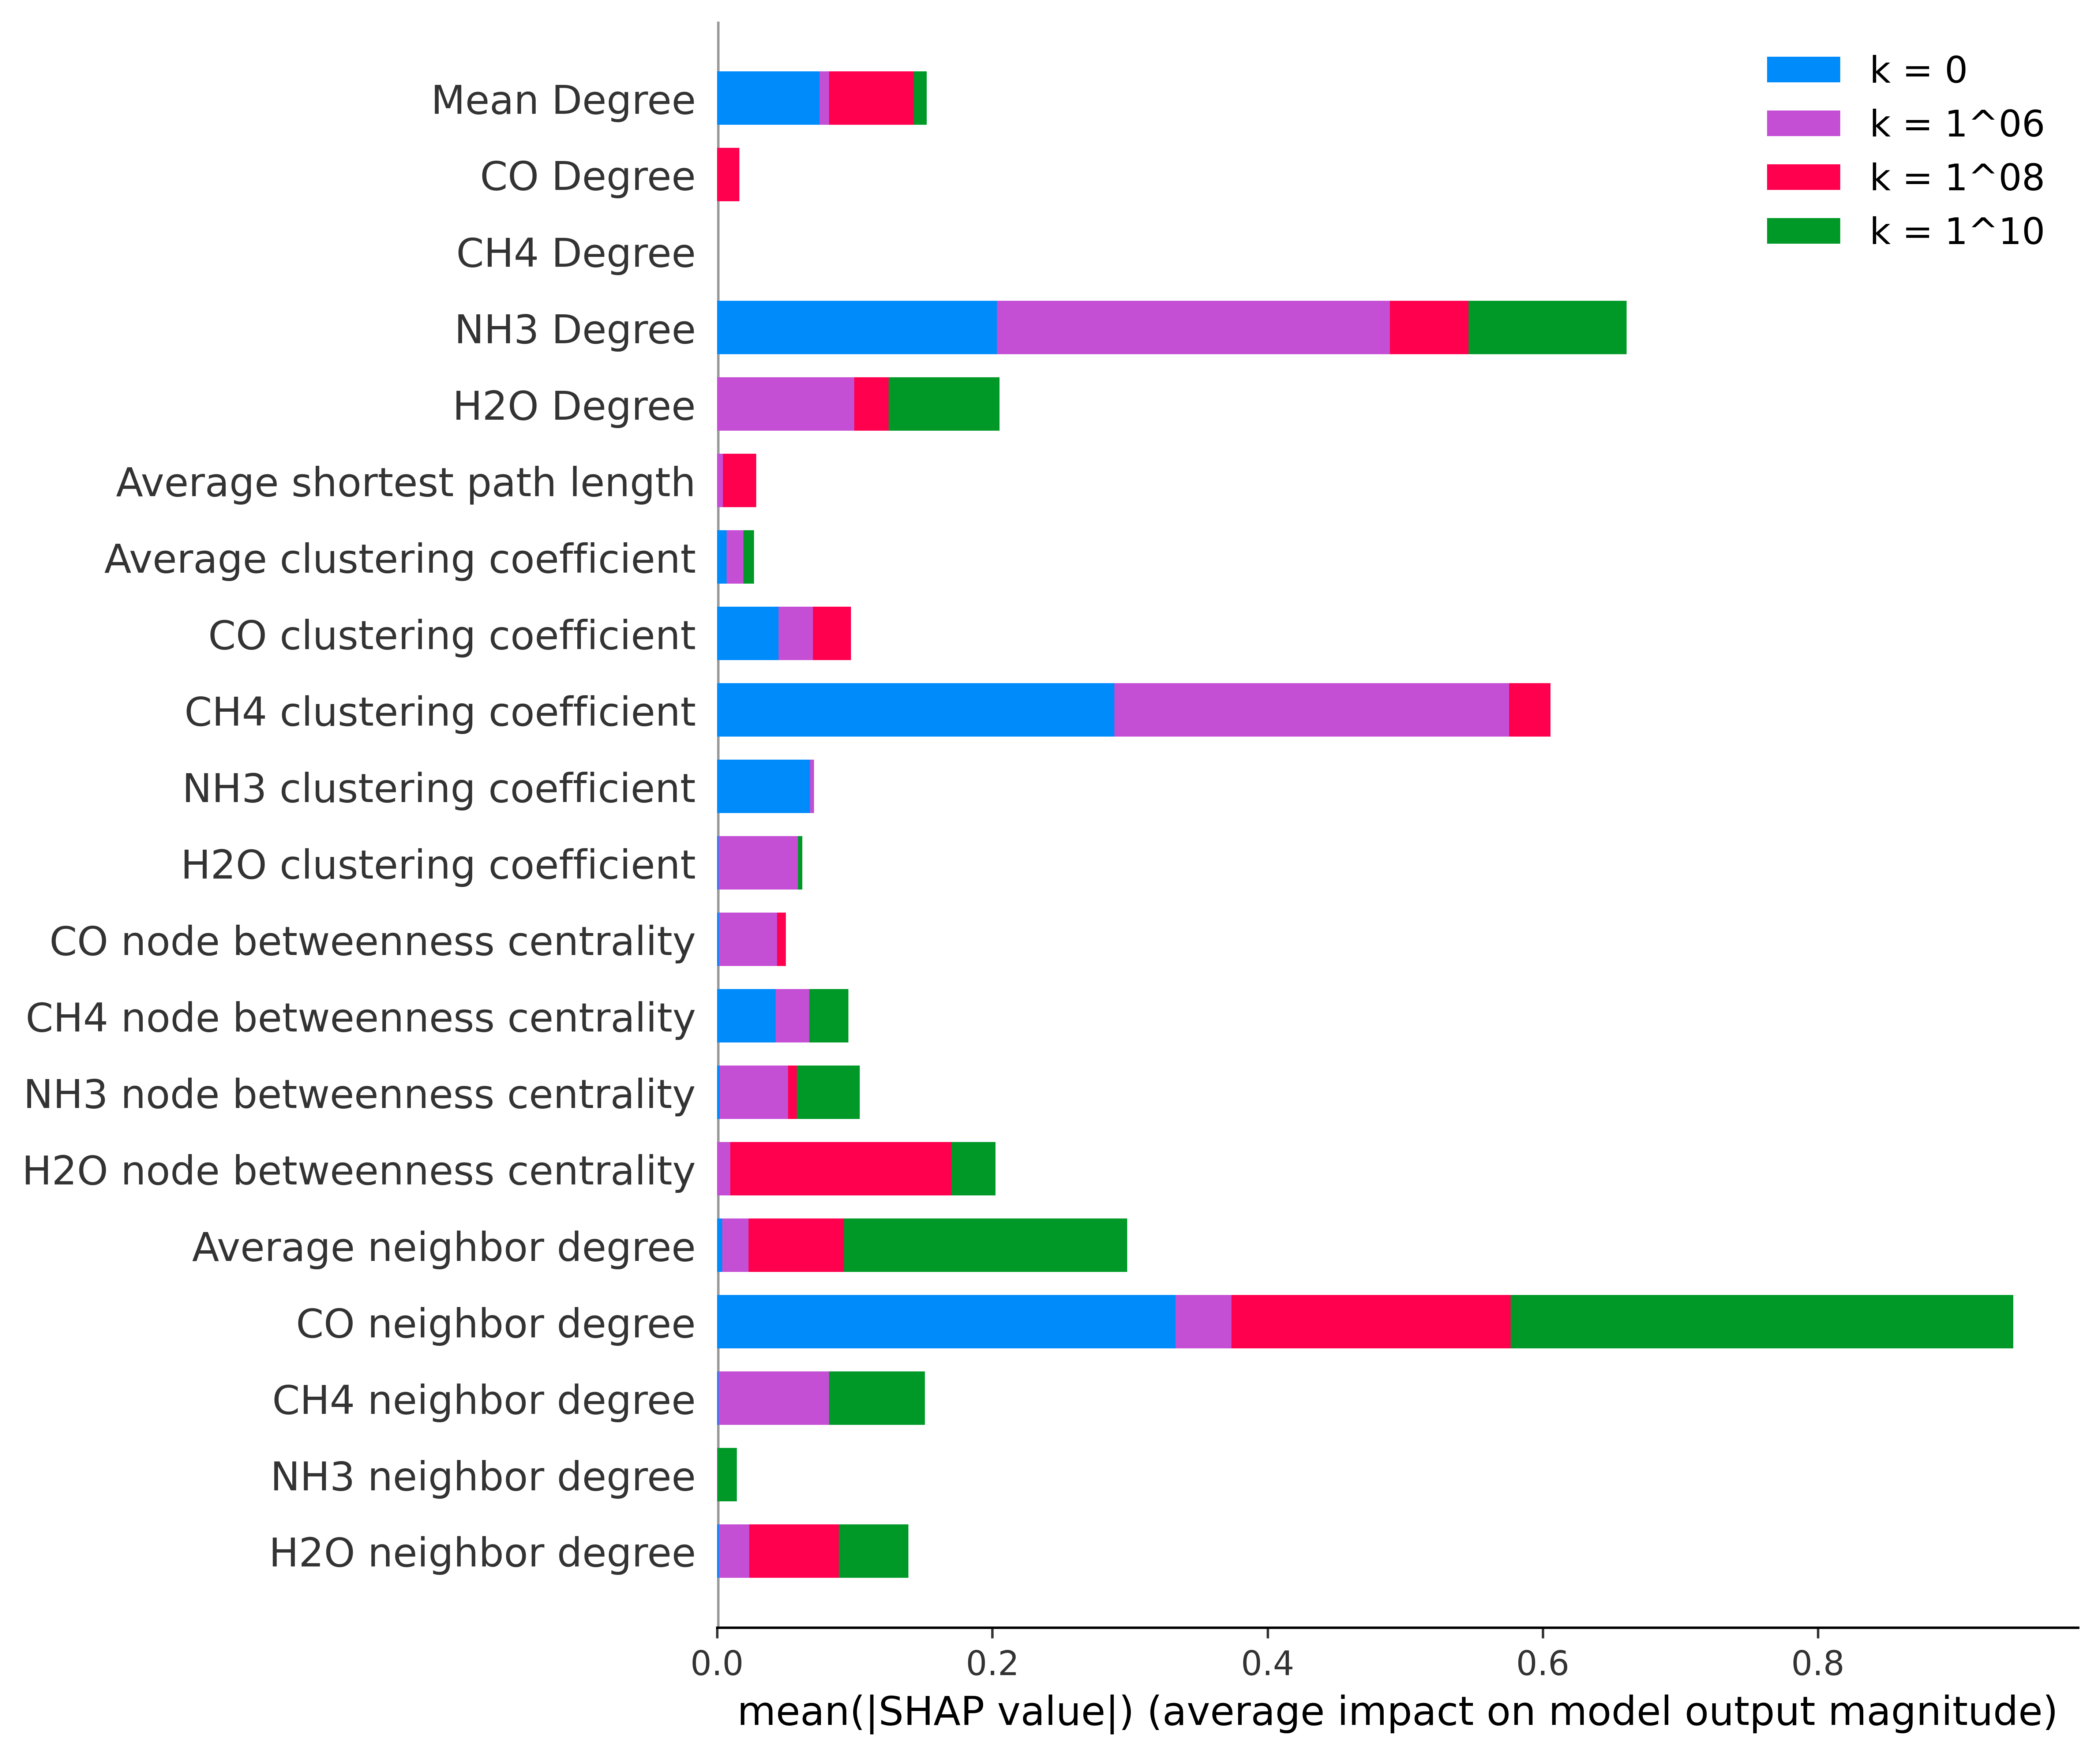 k = 0
k = 1^06
k = 1^08
k = 1^10
Mean Degree
CO Degree
CH4 Degree
NH3 Degree
H2O Degree
Average shortest path length
Average clustering coefficient
CO clustering coefficient
CH4 clustering coefficient
NH3 clustering coefficient
H2O clustering coefficient
CO node betweenness centrality
CH4 node betweenness centrality
NH3 node betweenness centrality
H2O node betweenness centrality
Average neighbor degree
CO neighbor degree
CH4 neighbor degree
NH3 neighbor degree
H2O neighbor degree
0.0 0.2 0.4 0.6 0.8
mean(|SHAP value|) (average impact on model output magnitude)